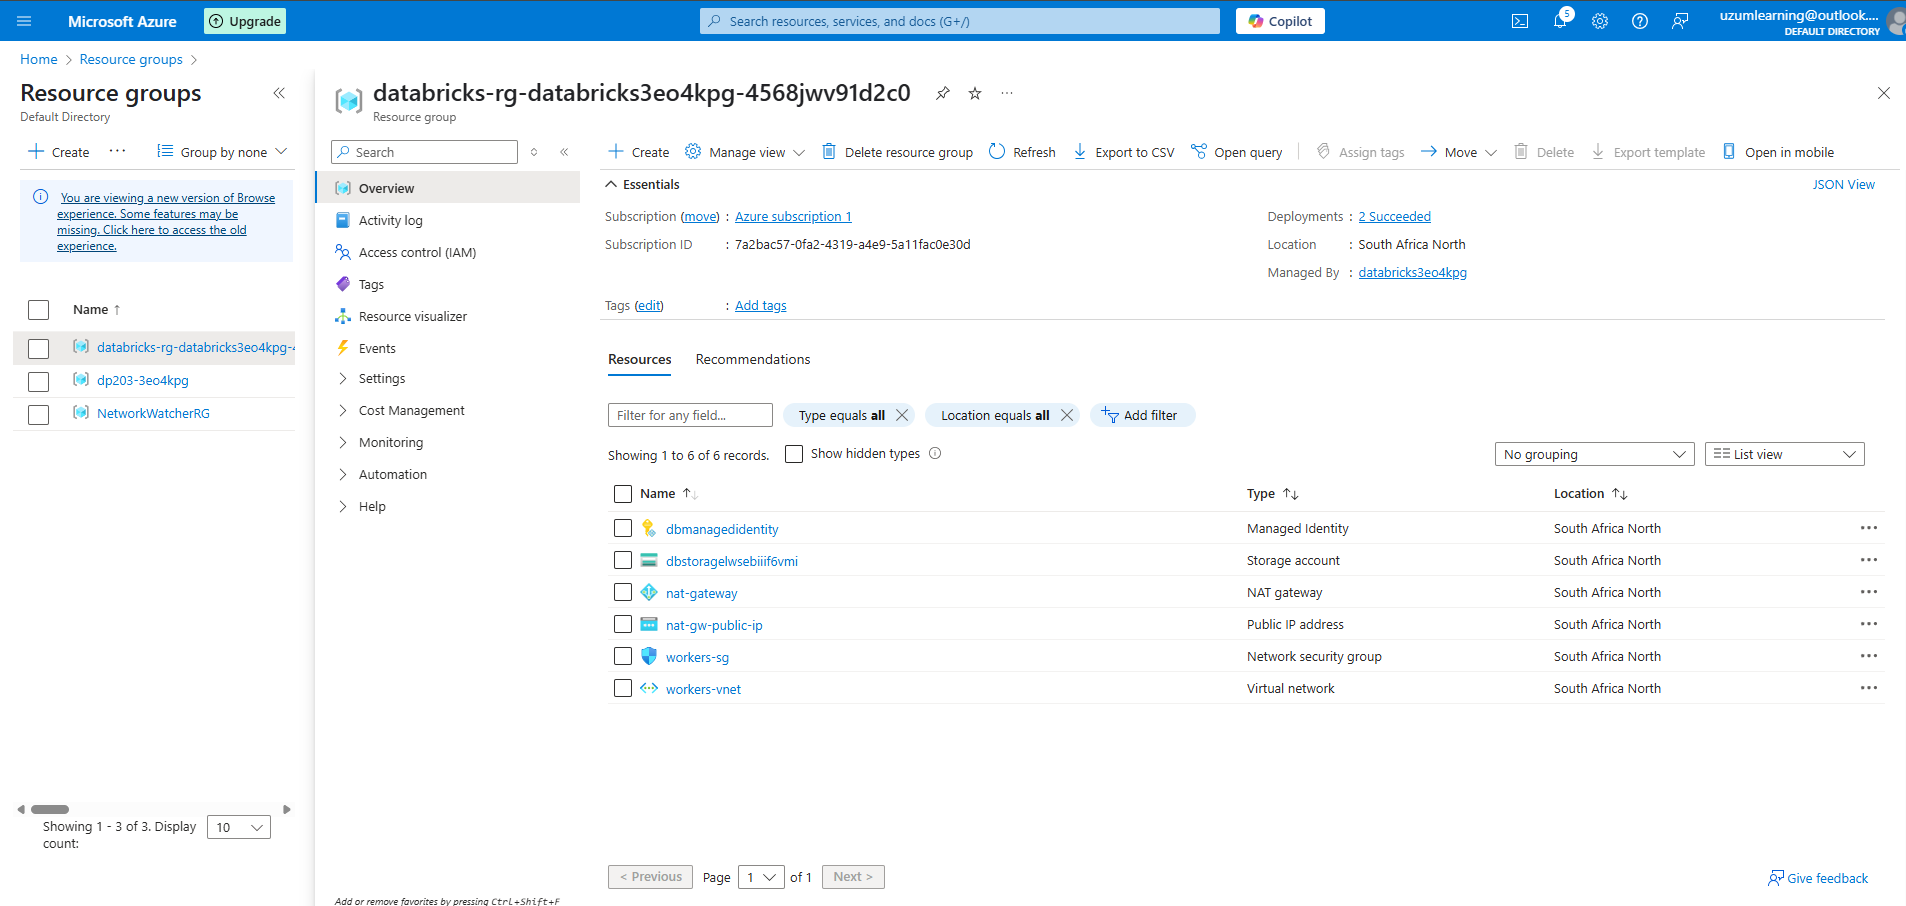 Microsoft Azure
Upgrade
Search resources, services, and docs (G+/)
Copilot
5
uzumlearning@outlook....
DEFAULT DIRECTORY
Home > Resource groups >
Resource groups
Default Directory
Create
Group by none
You are viewing a new version of Browse
experience. Some features may be
missing. Click here to access the old
experience.
Name ↑
databricks-rg-databricks3eo4kpg-4
dp203-3eo4kpg
NetworkWatcherRG
Showing 1 - 3 of 3. Display
count:
10
databricks-rg-databricks3eo4kpg-4568jwv91d2c0
Resource group
Search
Overview
Activity log
Access control (IAM)
Tags
Resource visualizer
Events
Settings
Cost Management
Monitoring
Automation
Help
Add or remove favorites by pressing Ctrl+Shift+F
Create
Manage view
Delete resource group
Refresh
Export to CSV
Open query
Assign tags
Move
Delete
Export template
Open in mobile
Essentials
JSON View
Subscription (move) : Azure subscription 1
Subscription ID : 7a2bac57-0fa2-4319-a4e9-5a11fac0e30d
Deployments : 2 Succeeded
Location : South Africa North
Managed By : databricks3eo4kpg
Tags (edit) : Add tags
Resources
Recommendations
Filter for any field...
Type equals all
Location equals all
Add filter
Showing 1 to 6 of 6 records.
Show hidden types
No grouping
List view
Name ↑↓ Type ↑↓ Location ↑↓
dbmanagedidentity Managed Identity South Africa North
dbstoragelwsebiiif6vmi Storage account South Africa North
nat-gateway NAT gateway South Africa North
nat-gw-public-ip Public IP address South Africa North
workers-sg Network security group South Africa North
workers-vnet Virtual network South Africa North
< Previous Page 1 of 1 Next >
Give feedback